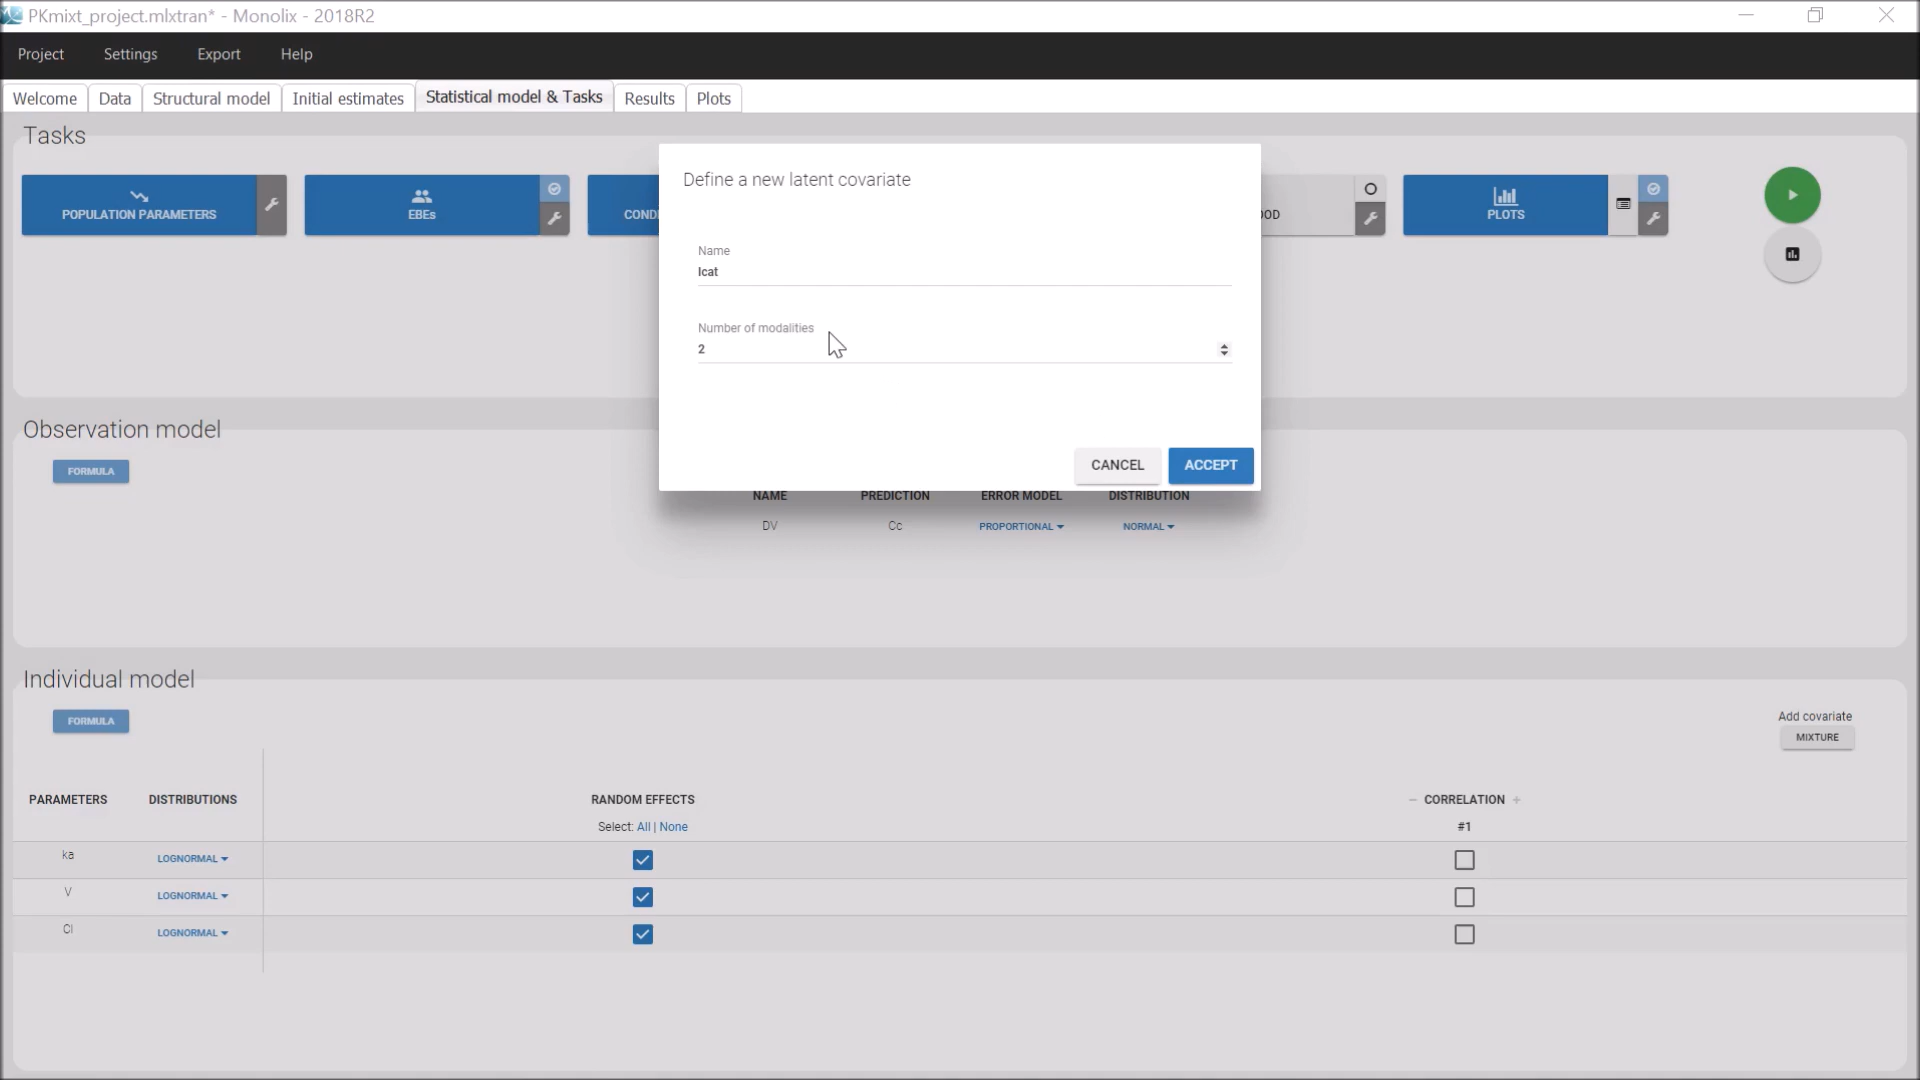 PKmixt_project.mlxtran* - Monolix - 2018R2
Project Settings Export Help
Welcome Data Structural model Initial estimates Statistical model & Tasks Results Plots
Tasks
POPULATION PARAMETERS
EBEs
COND
OOD
PLOTS
Define a new latent covariate
Name
lcat
Number of modalities
2
CANCEL ACCEPT
Observation model
FORMULA
NAME PREDICTION ERROR MODEL DISTRIBUTION
DV Cc PROPORTIONAL NORMAL
Individual model
FORMULA
Add covariate
MIXTURE
PARAMETERS DISTRIBUTIONS RANDOM EFFECTS − CORRELATION +
Select: All | None #1
ka LOGNORMAL
V LOGNORMAL
Cl LOGNORMAL